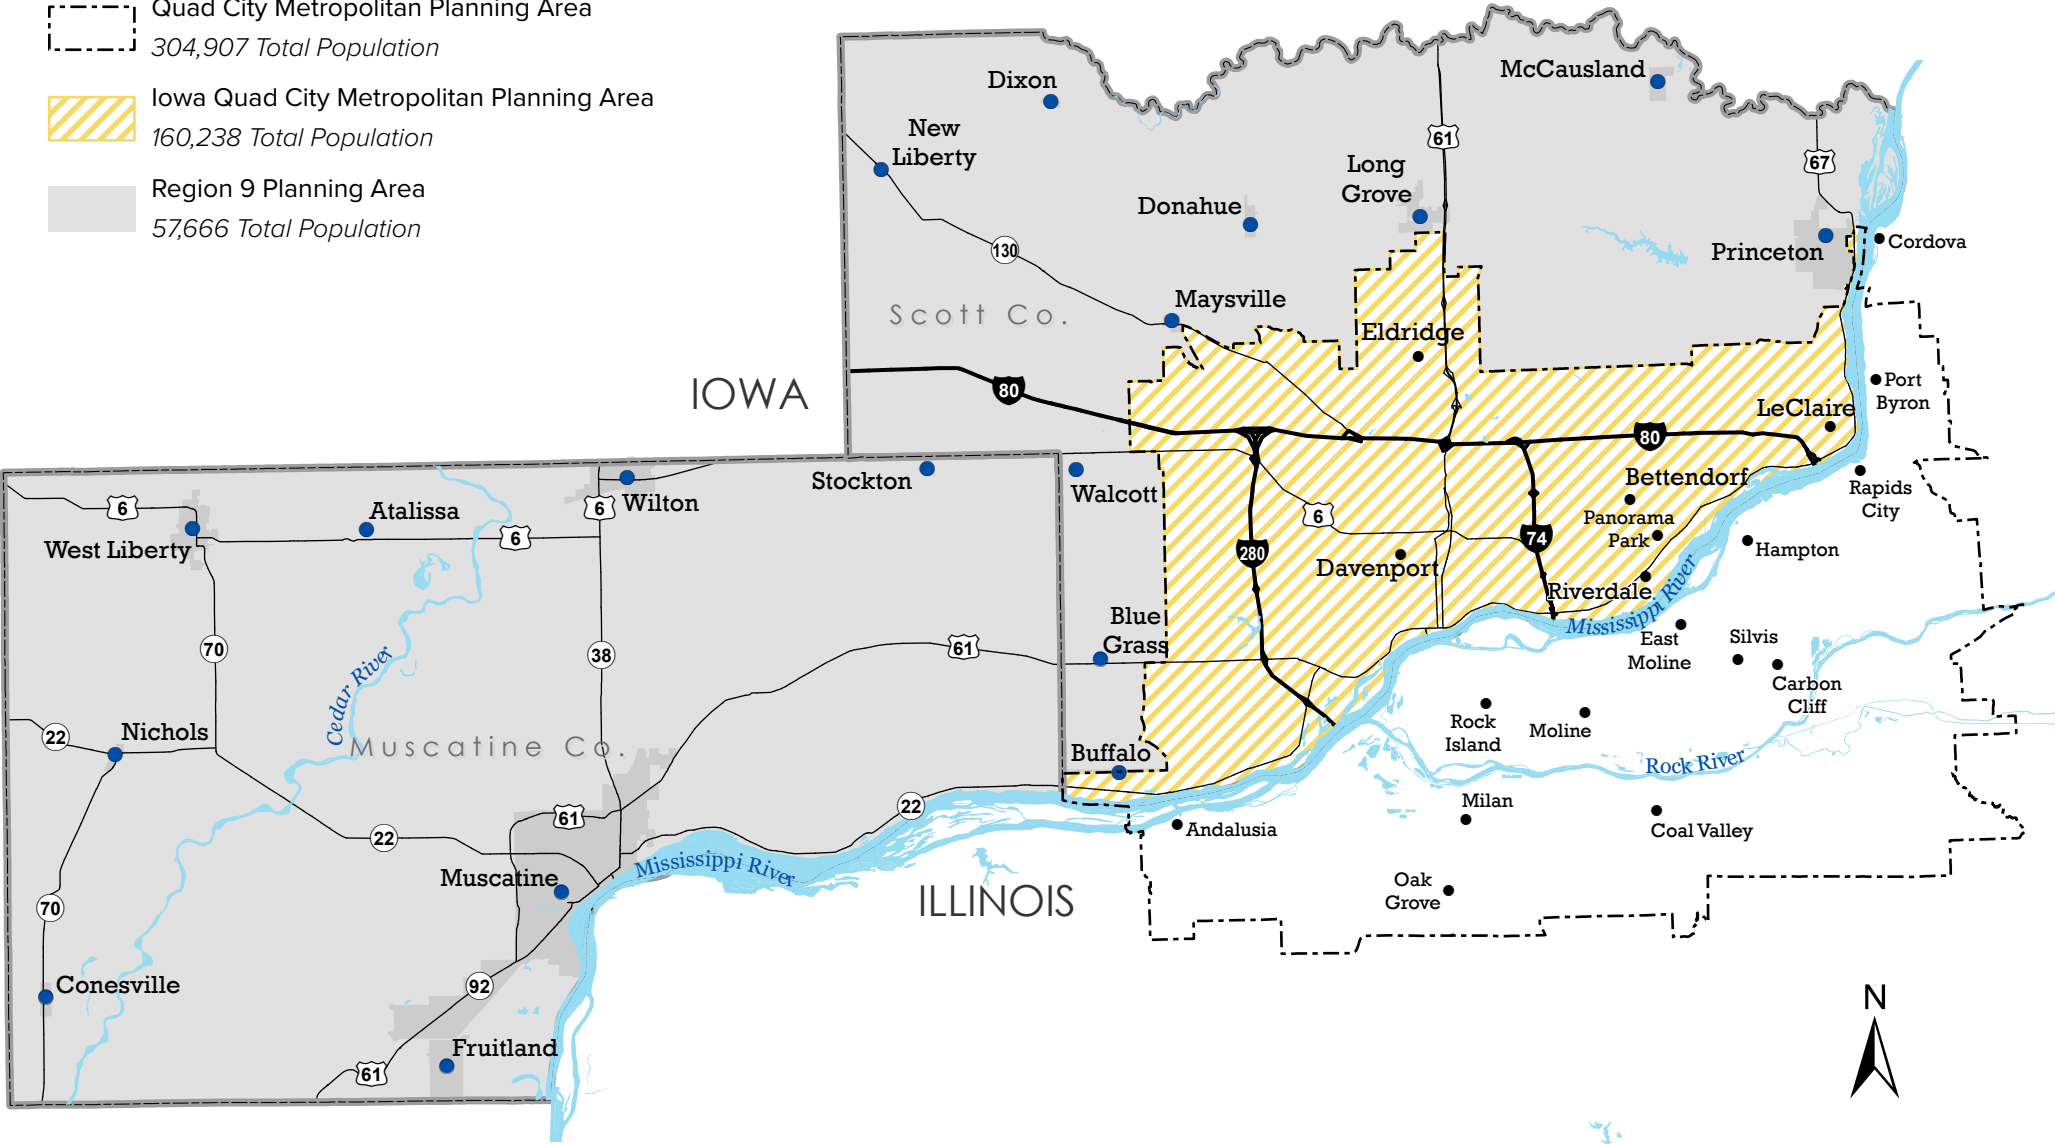 Quad City Metropolitan Planning Area
304,907 Total Population
Iowa Quad City Metropolitan Planning Area
160,238 Total Population
Region 9 Planning Area
57,666 Total Population
McCausland
Dixon
New
Liberty
61
67
Long
Grove
Donahue
Princeton
Cordova
130
Maysville
Scott Co.
Eldridge
IOWA
80
Port
Byron
LeClaire
80
Stockton
Walcott
Bettendorf
Rapids
City
Wilton
6
6
Atalissa
6
West Liberty
6
Panorama
Park
74
280
Hampton
Davenport
Riverdale
Mississippi River
Blue
Grass
East
Moline
Silvis
70
38
61
Carbon
Cliff
Cedar River
Rock
Island
Moline
Nichols
22
Muscatine Co.
Buffalo
Rock River
Milan
22
61
22
Andalusia
Coal Valley
Mississippi River
Muscatine
ILLINOIS
Oak
Grove
70
Conesville
92
N
Fruitland
61